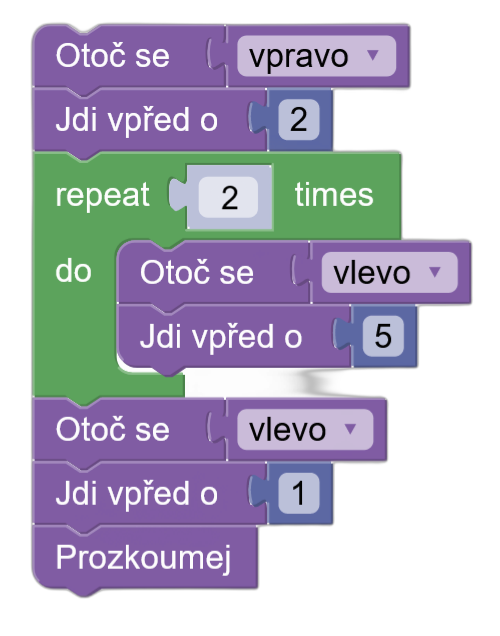 Otoč se vpravo
Jdi vpřed o 2
repeat 2 times
do Otoč se vlevo
Jdi vpřed o 5
Otoč se vlevo
Jdi vpřed o 1
Prozkoumej